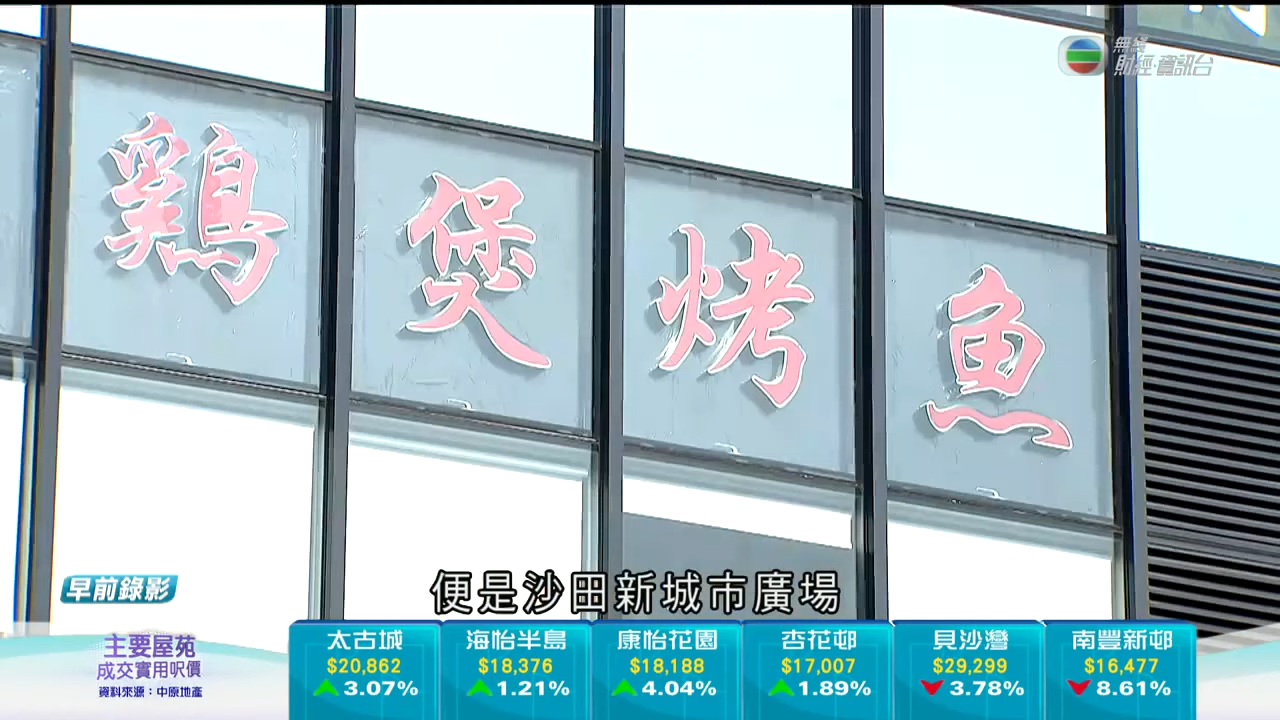 無綫
財經·資訊台
鷄煲烤魚
早前錄影
便是沙田新城市廣場
主要屋苑
成交實用呎價
資料來源：中原地產
太古城
$20,862
3.07%
海怡半島
$18,376
1.21%
康怡花園
$18,188
4.04%
杏花邨
$17,007
1.89%
貝沙灣
$29,299
3.78%
南豐新邨
$16,477
8.61%